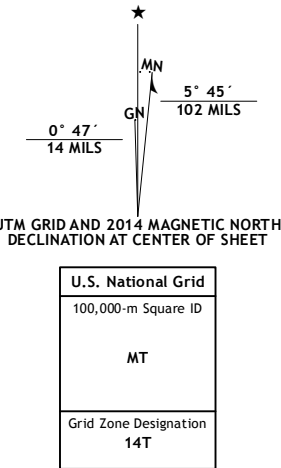 ★
MN
GN
5° 45´
102 MILS
0° 47´
14 MILS
UTM GRID AND 2014 MAGNETIC NORTH
DECLINATION AT CENTER OF SHEET
U.S. National Grid
100,000-m Square ID
MT
Grid Zone Designation
14T